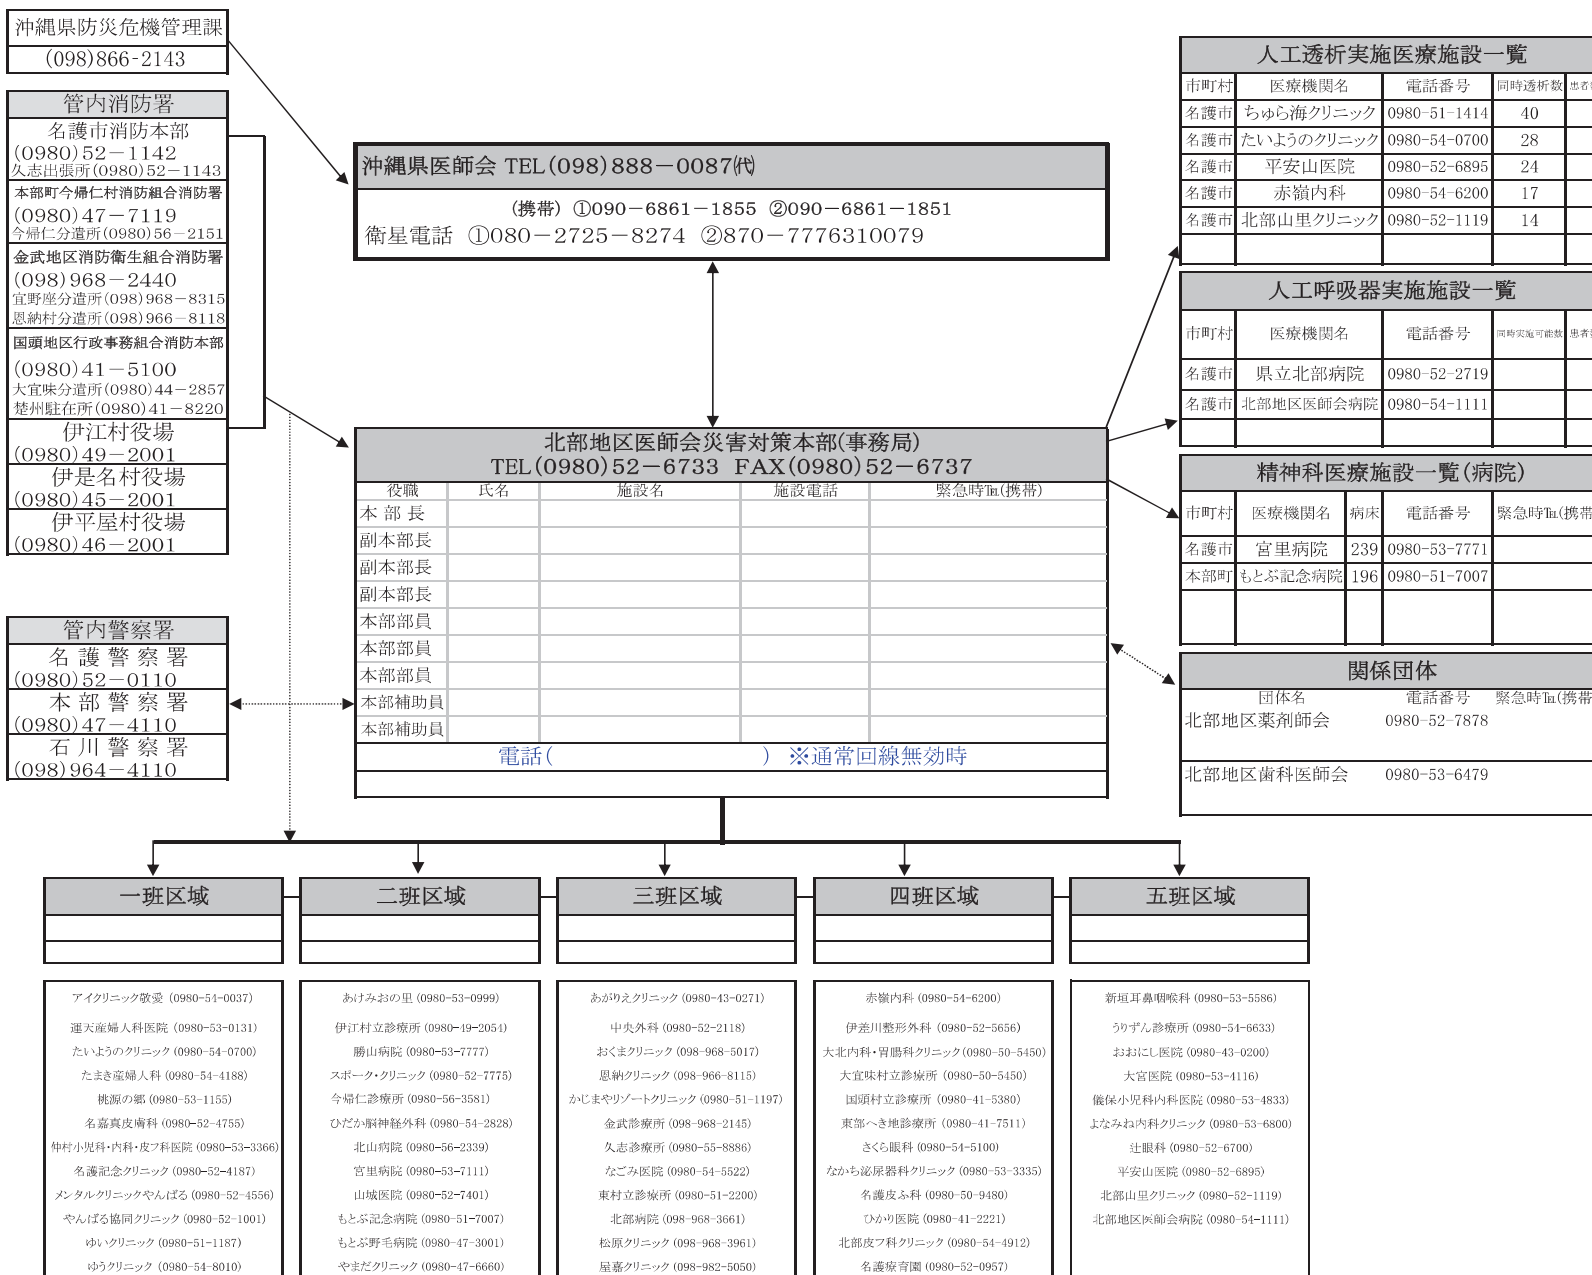 沖縄県防災危機管理課
(098)866-2143
管内消防署
名護市消防本部
(0980)52－1142
久志出張所(0980)52－1143
本部町今帰仁村消防組合消防署
(0980)47－7119
今帰仁分遣所(0980)56－2151
金武地区消防衛生組合消防署
(098)968－2440
宜野座分遣所(098)968－8315
恩納村分遣所(098)966－8118
国頭地区行政事務組合消防本部
(0980)41－5100
大宜味分遣所(0980)44－2857
楚州駐在所(0980)41－8220
伊江村役場
(0980)49－2001
伊是名村役場
(0980)45－2001
伊平屋村役場
(0980)46－2001
管内警察署
名 護 警 察 署
(0980)52－0110
本 部 警 察 署
(0980)47－4110
石 川 警 察 署
(098)964－4110
沖縄県医師会 TEL(098)888－0087㈹
(携帯) ①090－6861－1855 ②090－6861－1851
衛星電話 ①080－2725－8274 ②870－7776310079
北部地区医師会災害対策本部(事務局)
TEL(0980)52－6733 FAX(0980)52－6737
役職 氏名 施設名 施設電話 緊急時℡(携帯)
本 部 長
副本部長
副本部長
副本部長
本部部員
本部部員
本部部員
本部補助員
本部補助員
電話( ) ※通常回線無効時
人工透析実施医療施設一覧
市町村 医療機関名 電話番号 同時透析数 患者
名護市 ちゅら海クリニック 0980-51-1414 40
名護市 たいようのクリニック 0980-54-0700 28
名護市 平安山医院 0980-52-6895 24
名護市 赤嶺内科 0980-54-6200 17
名護市 北部山里クリニック 0980-52-1119 14
人工呼吸器実施施設一覧
市町村 医療機関名 電話番号 同時実施可能数 患者
名護市 県立北部病院 0980-52-2719
名護市 北部地区医師会病院 0980-54-1111
精神科医療施設一覧(病院)
市町村 医療機関名 病床 電話番号 緊急時℡(携帯
名護市 宮里病院 239 0980-53-7771
本部町 もとぶ記念病院 196 0980-51-7007
関係団体
団体名 電話番号 緊急時℡(携帯
北部地区薬剤師会 0980-52-7878
北部地区歯科医師会 0980-53-6479
一班区域
アイクリニック敬愛 (0980-54-0037)
運天産婦人科医院 (0980-53-0131)
たいようのクリニック (0980-54-0700)
たまき産婦人科 (0980-54-4188)
桃源の郷 (0980-53-1155)
名嘉真皮膚科 (0980-52-4755)
仲村小児科・内科・皮フ科医院 (0980-53-3366)
名護記念クリニック (0980-52-4187)
メンタルクリニックやんばる (0980-52-4556)
やんばる協同クリニック (0980-52-1001)
ゆいクリニック (0980-51-1187)
ゆうクリニック (0980-54-8010)
二班区域
あけみおの里 (0980-53-0999)
伊江村立診療所 (0980-49-2054)
勝山病院 (0980-53-7777)
スポーク・クリニック (0980-52-7775)
今帰仁診療所 (0980-56-3581)
ひだか脳神経外科 (0980-54-2828)
北山病院 (0980-56-2339)
宮里病院 (0980-53-7111)
山城医院 (0980-52-7401)
もとぶ記念病院 (0980-51-7007)
もとぶ野毛病院 (0980-47-3001)
やまだクリニック (0980-47-6660)
三班区域
あがりえクリニック (0980-43-0271)
中央外科 (0980-52-2118)
おくまクリニック (098-968-5017)
恩納クリニック (098-966-8115)
かじまやリゾートクリニック (0980-51-1197)
金武診療所 (098-968-2145)
久志診療所 (0980-55-8886)
なごみ医院 (0980-54-5522)
東村立診療所 (0980-51-2200)
北部病院 (098-968-3661)
松原クリニック (098-968-3961)
屋嘉クリニック (098-982-5050)
四班区域
赤嶺内科 (0980-54-6200)
伊差川整形外科 (0980-52-5656)
大北内科・胃腸科クリニック (0980-50-5450)
大宜味村立診療所 (0980-50-5450)
国頭村立診療所 (0980-41-5380)
東部へき地診療所 (0980-41-7511)
さくら眼科 (0980-54-5100)
なかち泌尿器科クリニック (0980-53-3335)
名護皮ふ科 (0980-50-9480)
ひかり医院 (0980-41-2221)
北部皮フ科クリニック (0980-54-4912)
名護療育園 (0980-52-0957)
五班区域
新垣耳鼻咽喉科 (0980-53-5586)
うりずん診療所 (0980-54-6633)
おおにし医院 (0980-43-0200)
大宮医院 (0980-53-4116)
儀保小児科内科医院 (0980-53-4833)
よなみね内科クリニック (0980-53-6800)
辻眼科 (0980-52-6700)
平安山医院 (0980-52-6895)
北部山里クリニック (0980-52-1119)
北部地区医師会病院 (0980-54-1111)